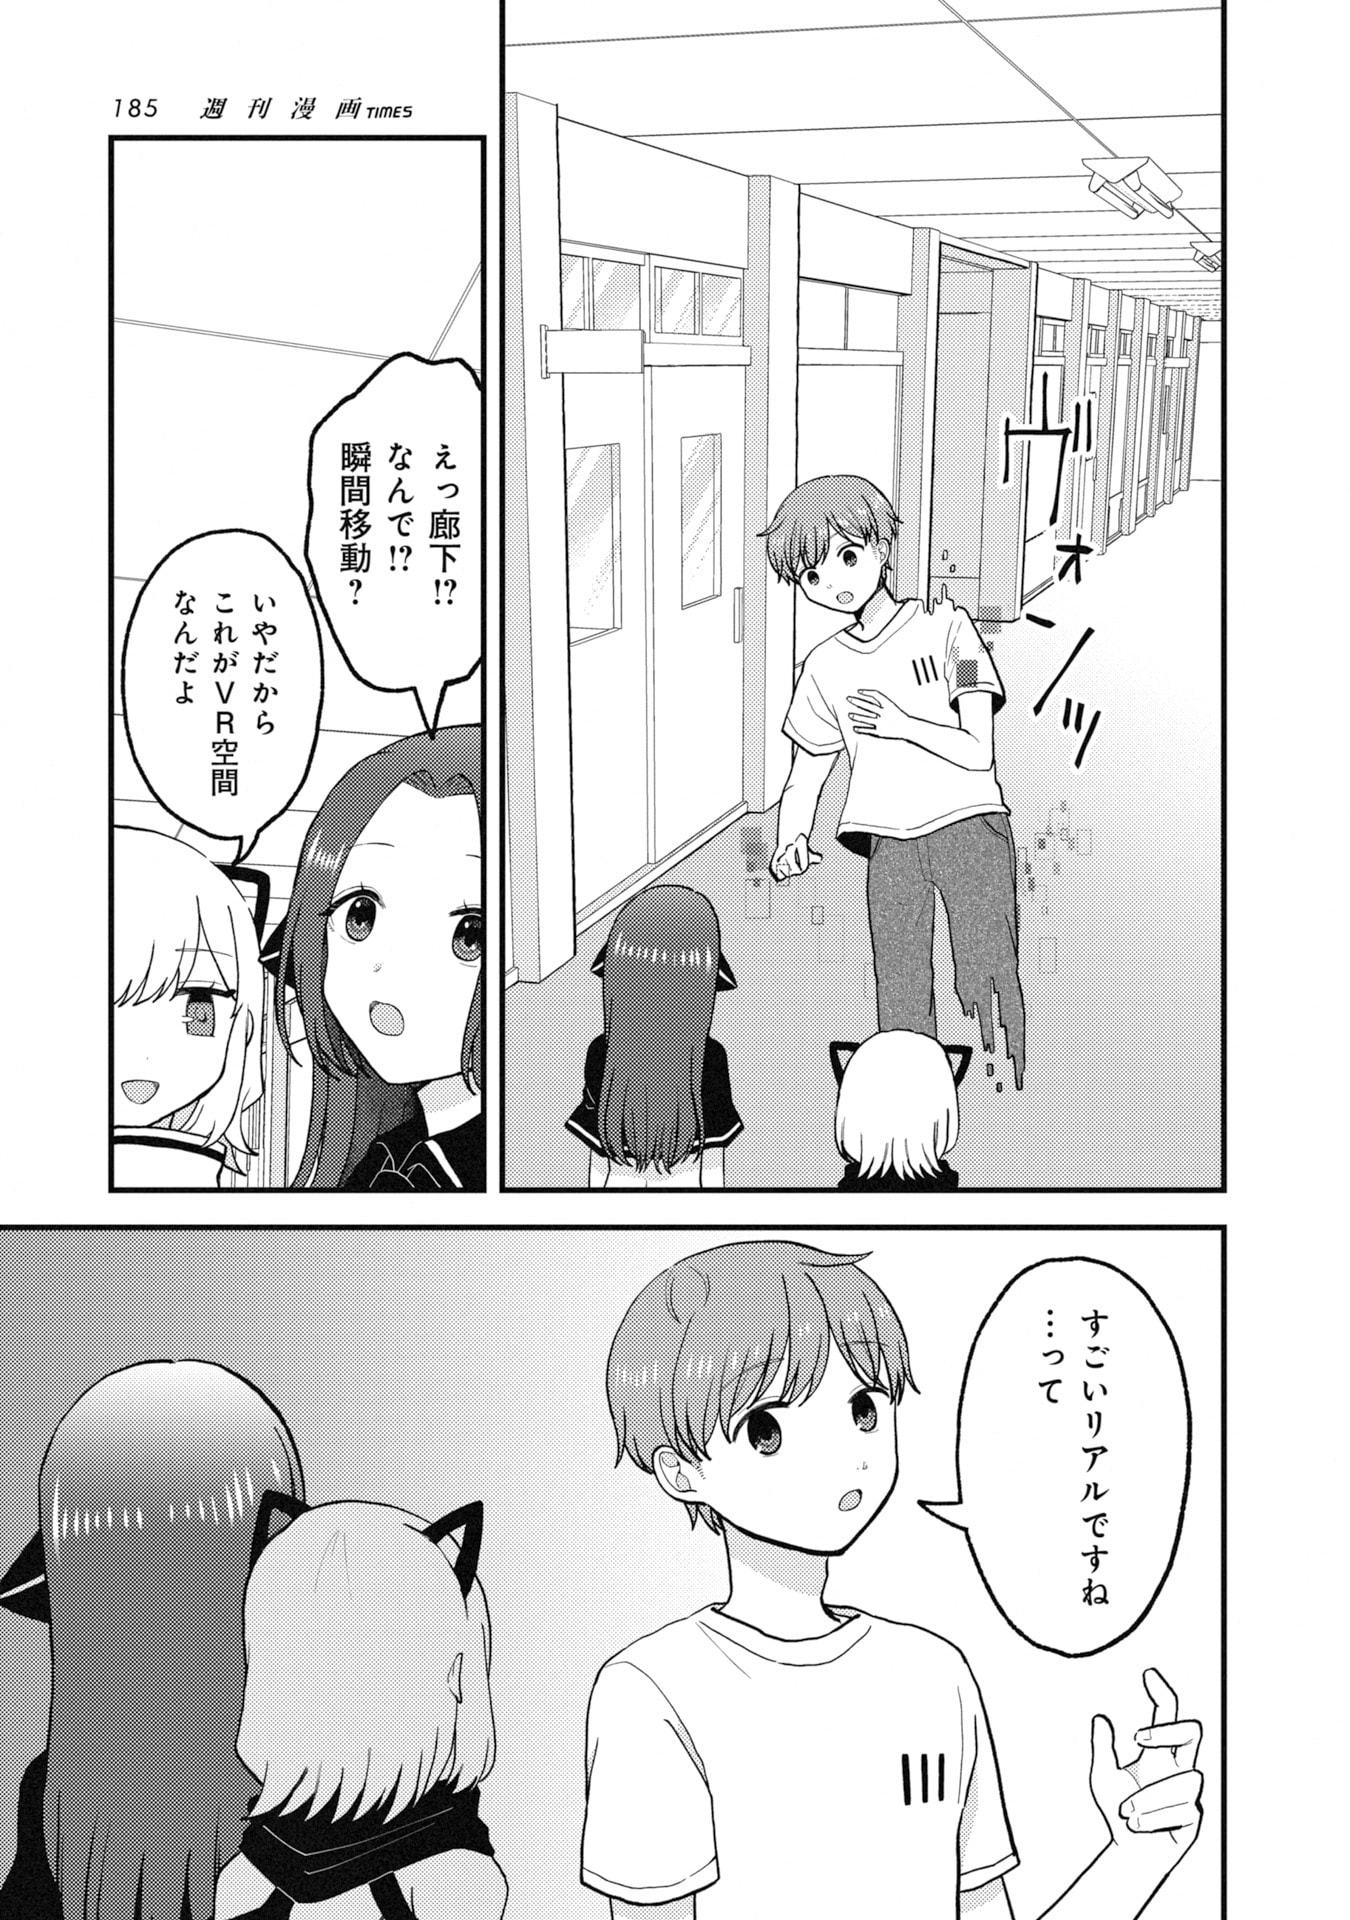 185 週刊漫画TIMES
ヴォンッ
えっ廊下!?
なんで!?
瞬間移動?
いやだから
これがVR空間
なんだよ
すごいリアルですね
…って